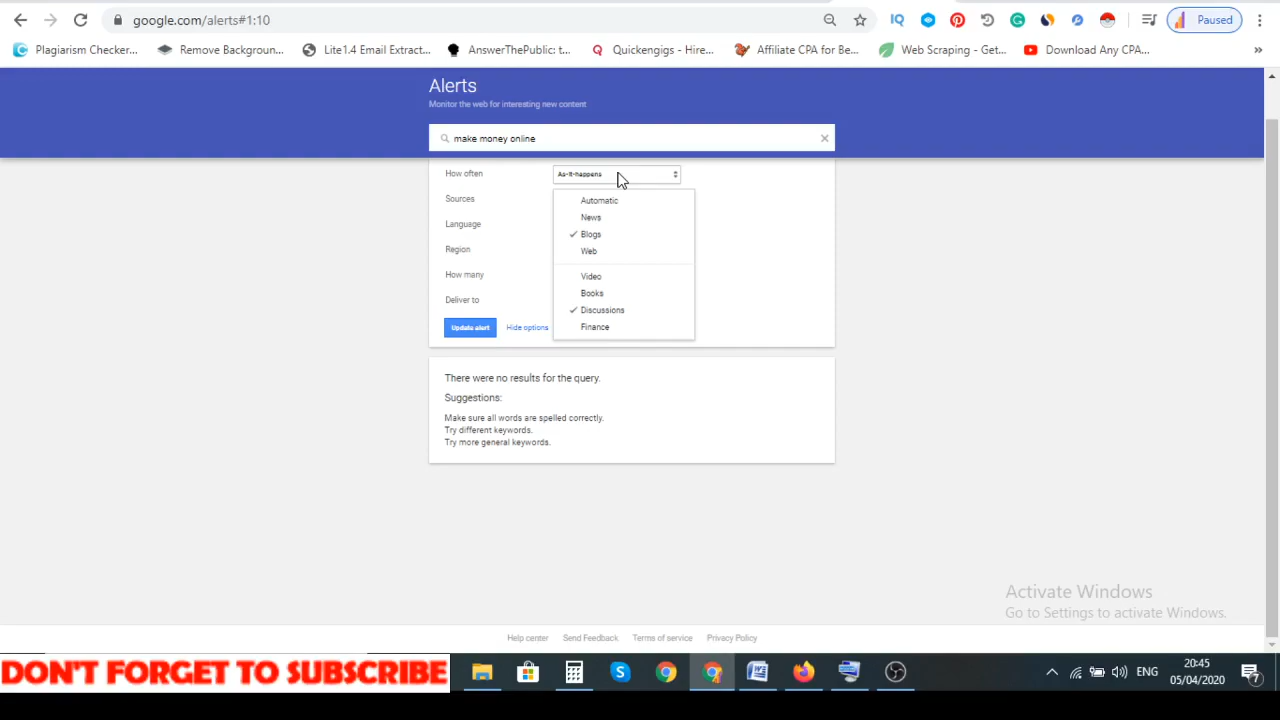 google.com/alerts#1:10
Paused
Plagiarism Checker...
Remove Backgroun...
Lite1.4 Email Extract...
AnswerThePublic: t...
Quickengigs - Hire...
Affiliate CPA for Be...
Web Scraping - Get...
Download Any CPA...
Alerts
Monitor the web for interesting new content
make money online
How often
As-it-happens
Sources
Automatic
News
Language
Blogs
Region
Web
How many
Video
Books
Deliver to
Discussions
Update alert
Hide options
Finance
There were no results for the query.
Suggestions:
Make sure all words are spelled correctly.
Try different keywords.
Try more general keywords.
Activate Windows
Go to Settings to activate Windows.
Help center
Send Feedback
Terms of service
Privacy Policy
DON'T FORGET TO SUBSCRIBE
ENG
20:45
05/04/2020
7